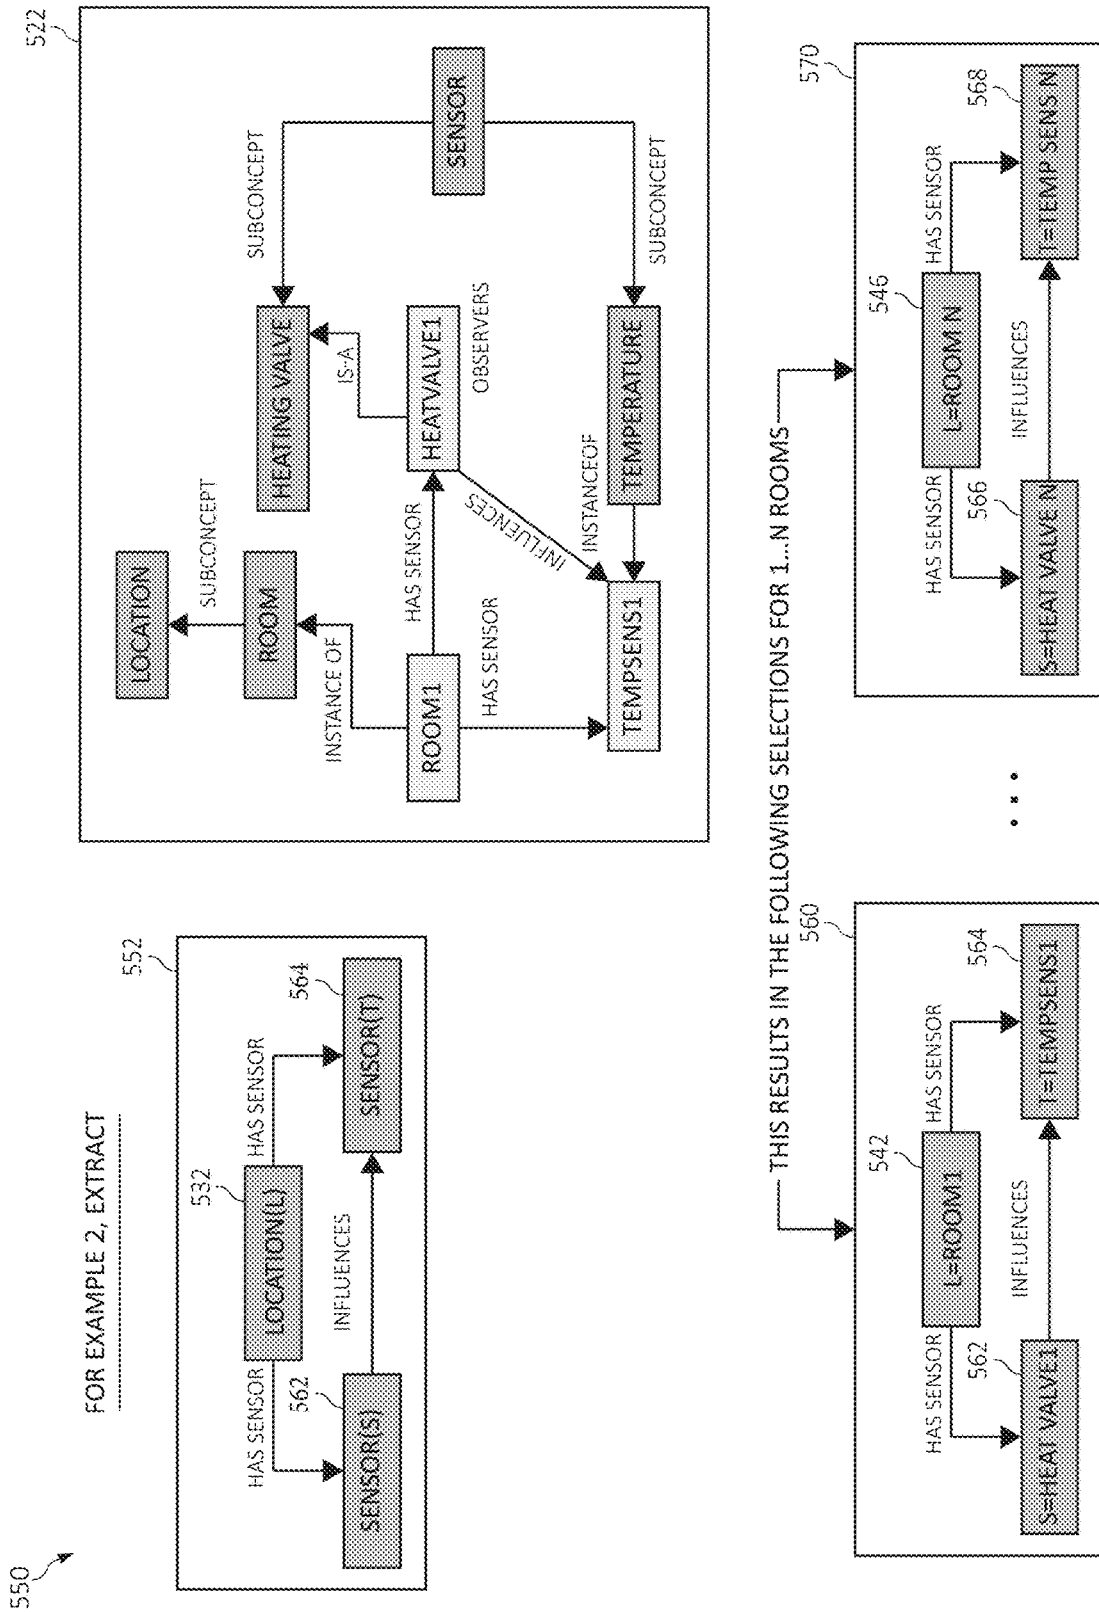 550
FOR EXAMPLE 2, EXTRACT
552
532
LOCATION(L)
HAS SENSOR
HAS SENSOR
562
564
SENSOR(S)
INFLUENCES
SENSOR(T)
522
LOCATION
SUBCONCEPT
ROOM
INSTANCE OF
HEATING VALVE
SUBCONCEPT
IS-A
ROOM1
HAS SENSOR
HEATVALVE1
OBSERVERS
SENSOR
HAS SENSOR
INFLUENCES
INSTANCEOF
SUBCONCEPT
TEMPSENS1
TEMPERATURE
THIS RESULTS IN THE FOLLOWING SELECTIONS FOR 1...N ROOMS
560
542
L=ROOM1
HAS SENSOR
HAS SENSOR
562
564
S=HEAT VALVE1
INFLUENCES
T=TEMPSENS1
570
546
L=ROOM N
HAS SENSOR
HAS SENSOR
566
568
S=HEAT VALVE N
INFLUENCES
T=TEMP SENS N